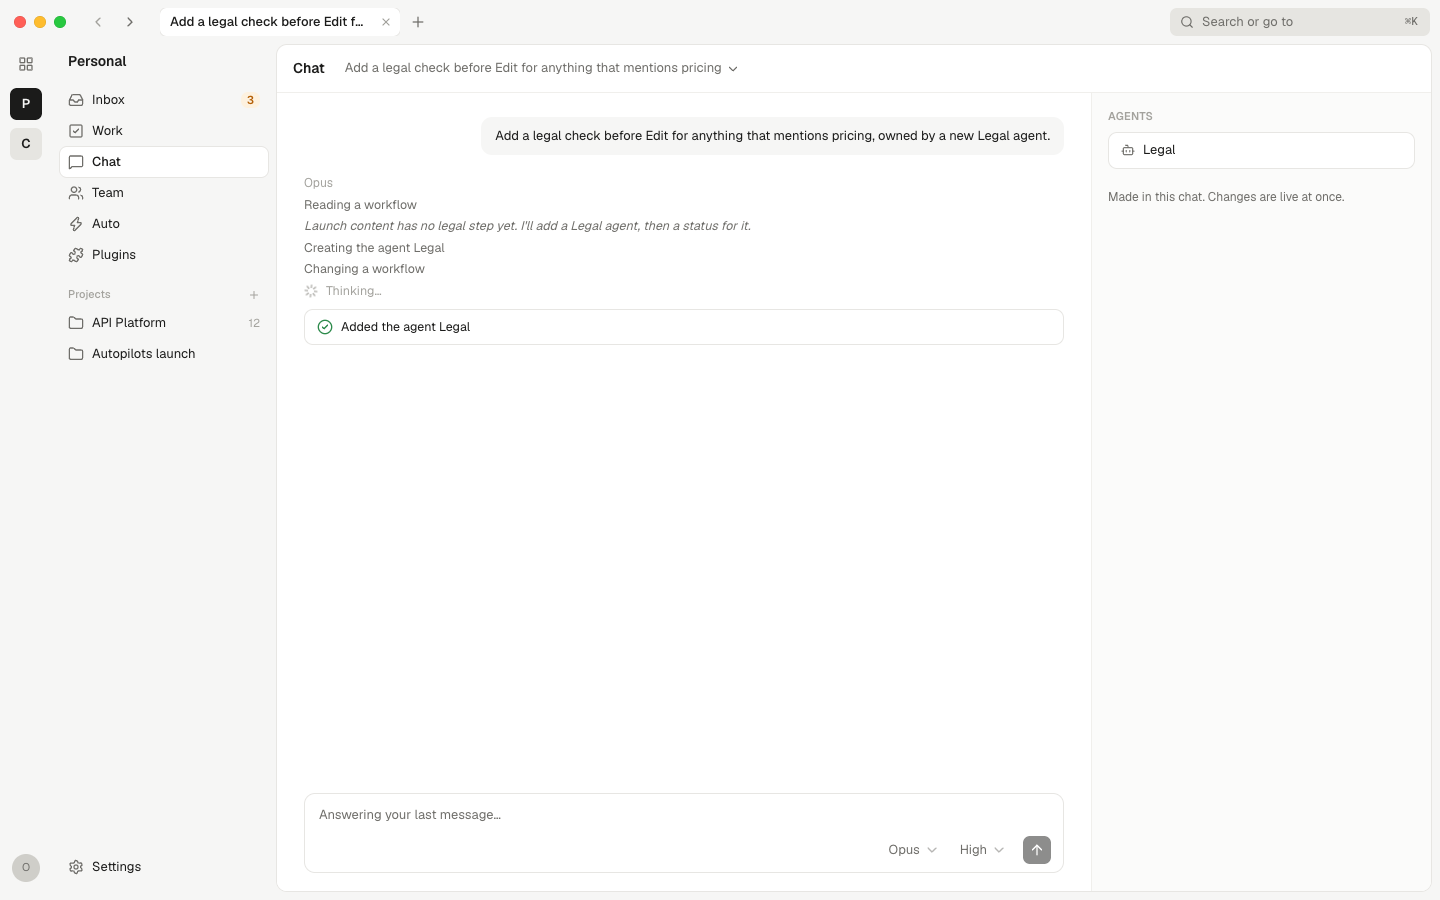 Add a legal check before Edit f...
Search or go to
⌘K
P
C
Personal
Inbox
3
Work
Chat
Team
Auto
Plugins
Projects
API Platform
12
Autopilots launch
O
Settings
Chat
Add a legal check before Edit for anything that mentions pricing
Add a legal check before Edit for anything that mentions pricing, owned by a new Legal agent.
Opus
Reading a workflow
Launch content has no legal step yet. I'll add a Legal agent, then a status for it.
Creating the agent Legal
Changing a workflow
Thinking...
Added the agent Legal
Answering your last message...
Opus
High
AGENTS
Legal
Made in this chat. Changes are live at once.